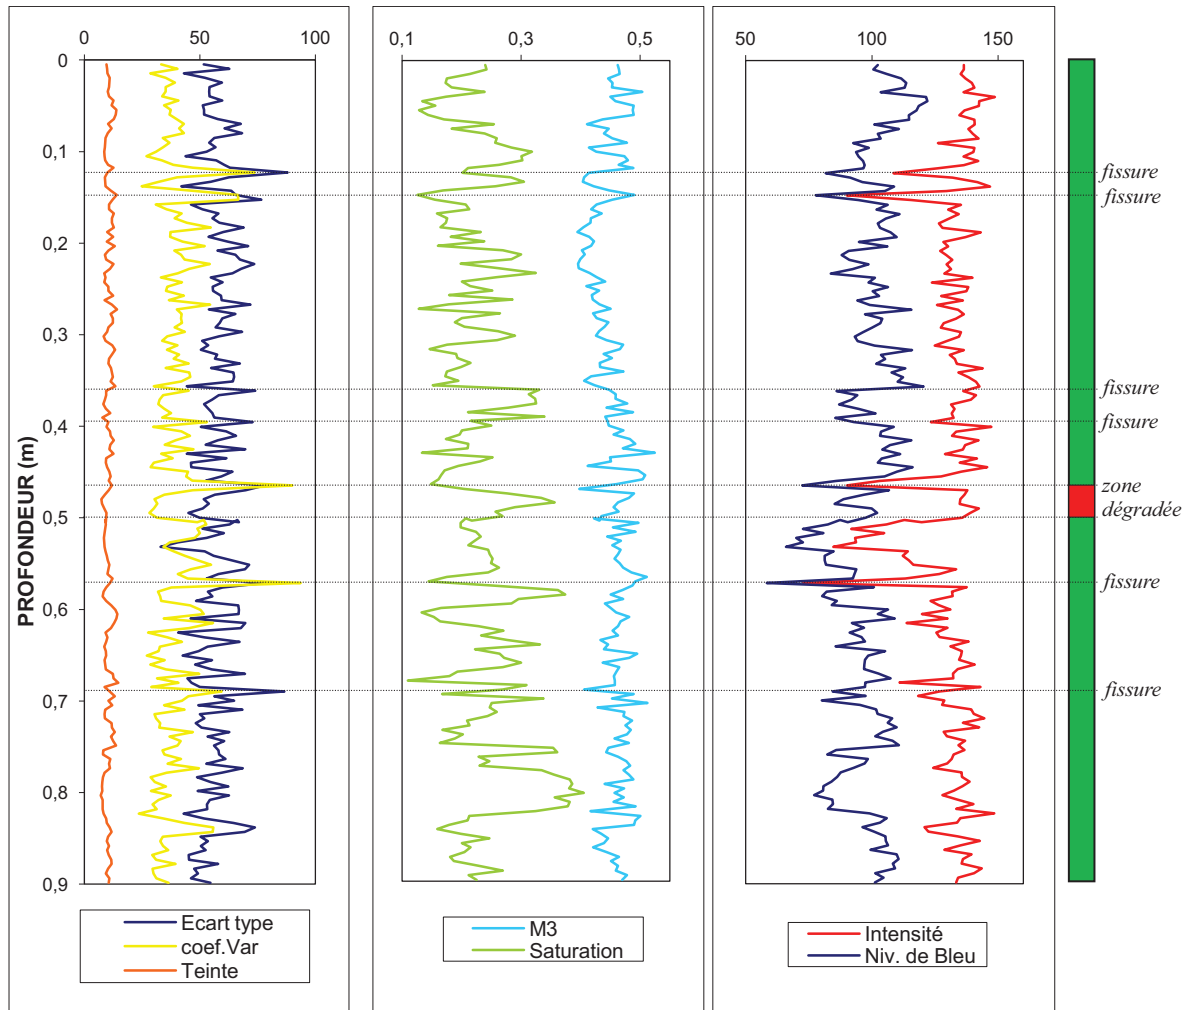 0 50 100
0,1 0,3 0,5
50 100 150
PROFONDEUR (m)
0
0,1
0,2
0,3
0,4
0,5
0,6
0,7
0,8
0,9
fissure
fissure
fissure
fissure
zone
dégradée
fissure
fissure
Ecart type
coef.Var
Teinte
M3
Saturation
Intensité
Niv. de Bleu